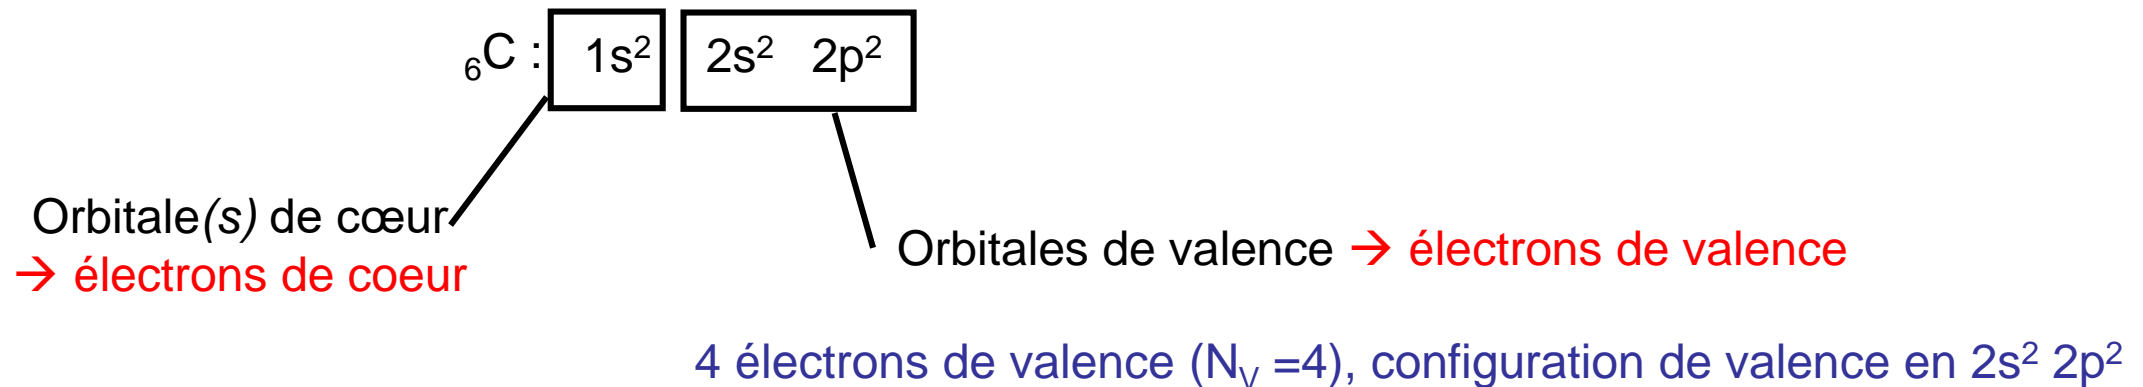 ₆C : 1s² 2s² 2p²
Orbitale(s) de cœur
→ électrons de coeur
Orbitales de valence → électrons de valence
4 électrons de valence (Nᵥ =4), configuration de valence en 2s² 2p²